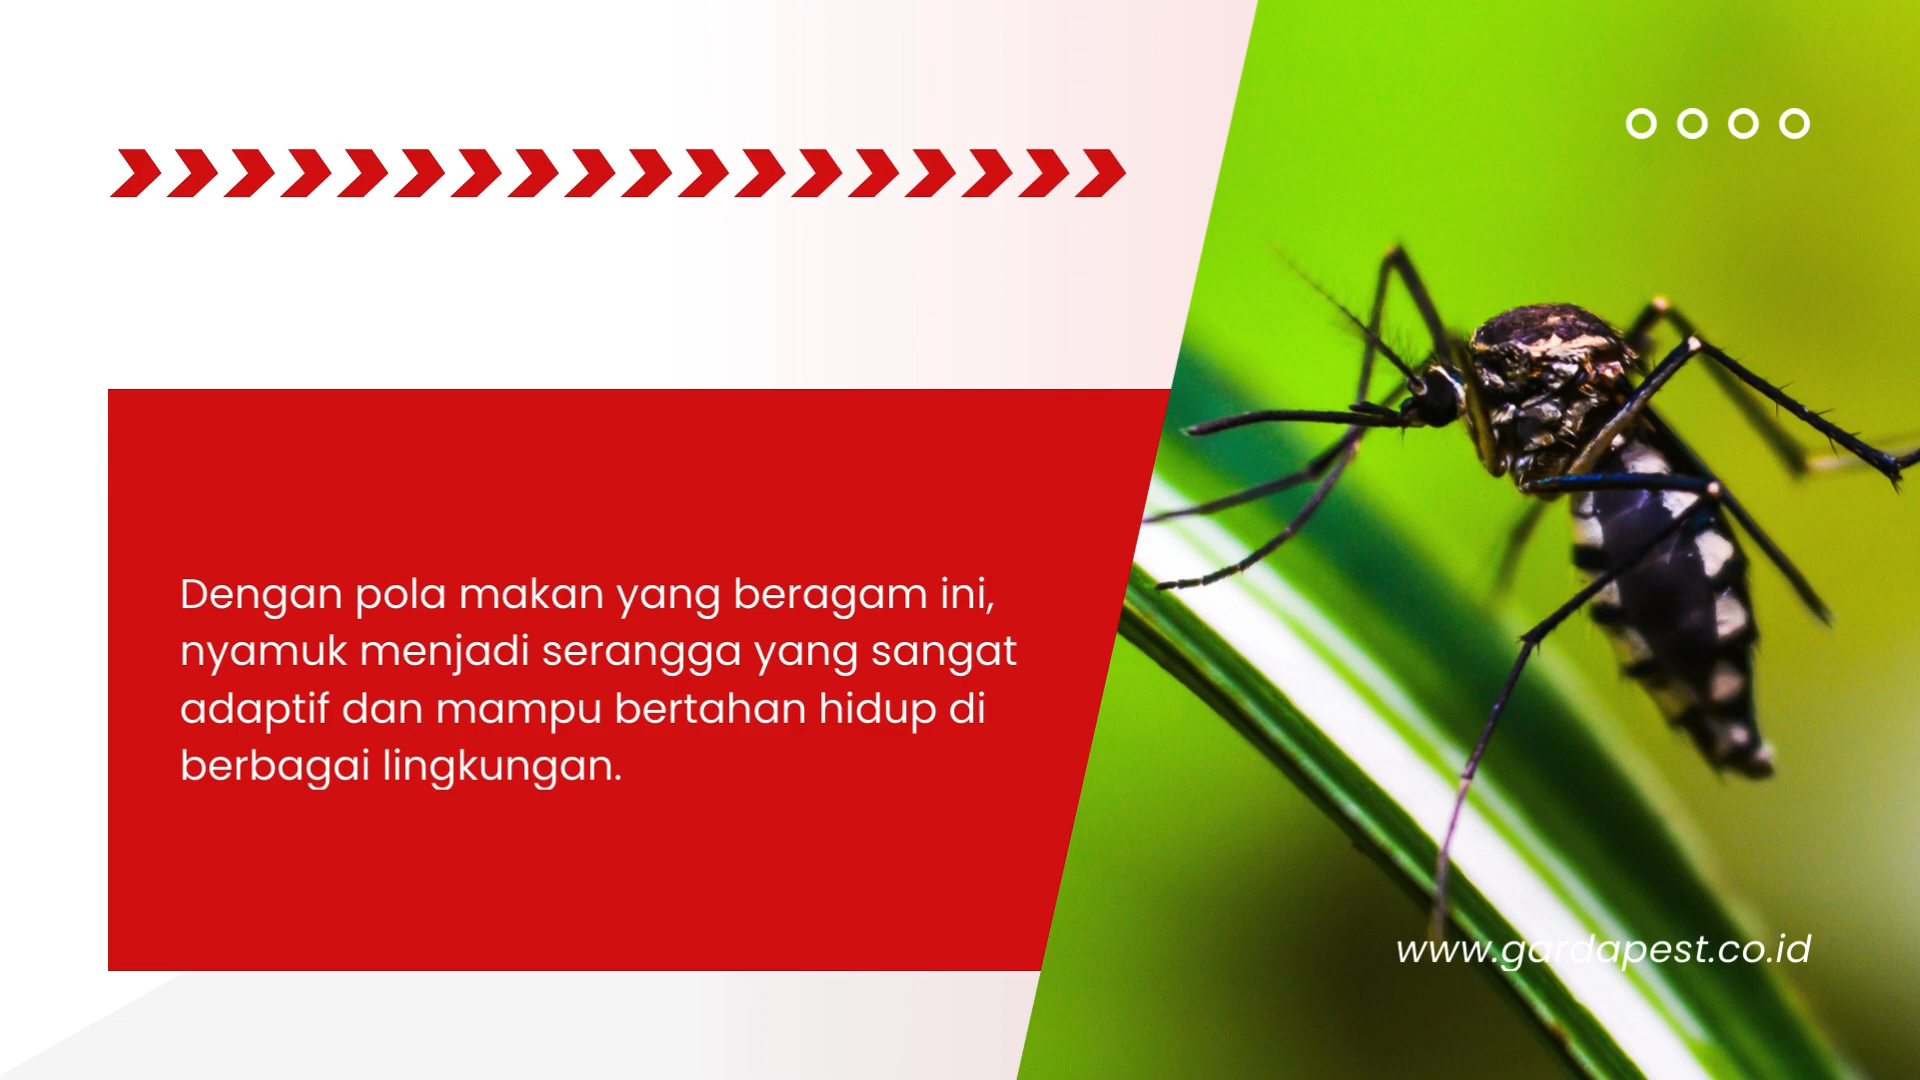 Dengan pola makan yang beragam ini,
nyamuk menjadi serangga yang sangat
adaptif dan mampu bertahan hidup di
berbagai lingkungan.
www.gardapest.co.id